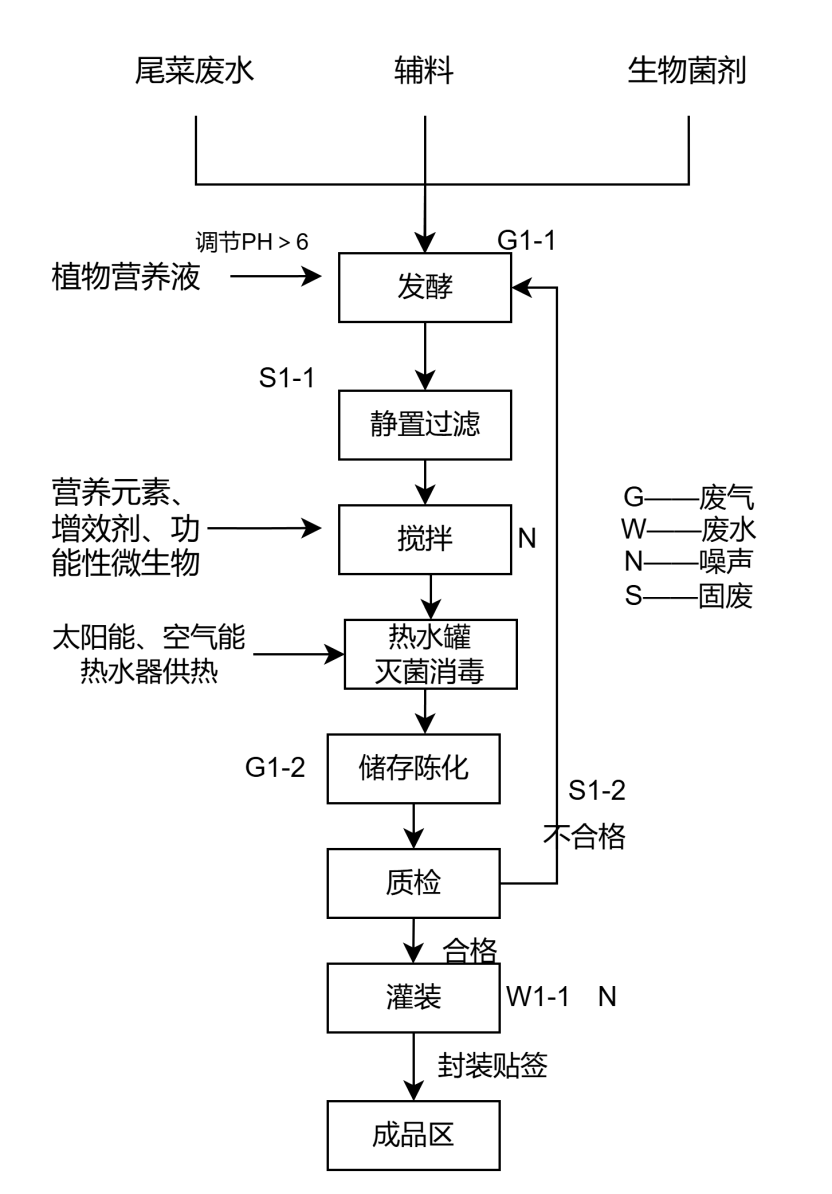 尾菜废水
辅料
生物菌剂
调节PH＞6
G1-1
植物营养液
发酵
S1-1
静置过滤
营养元素、
增效剂、功
能性微生物
搅拌
N
G——废气
W——废水
N——噪声
S——固废
太阳能、空气能
热水器供热
热水罐
灭菌消毒
G1-2
储存陈化
S1-2
不合格
质检
合格
灌装
W1-1 N
封装贴签
成品区